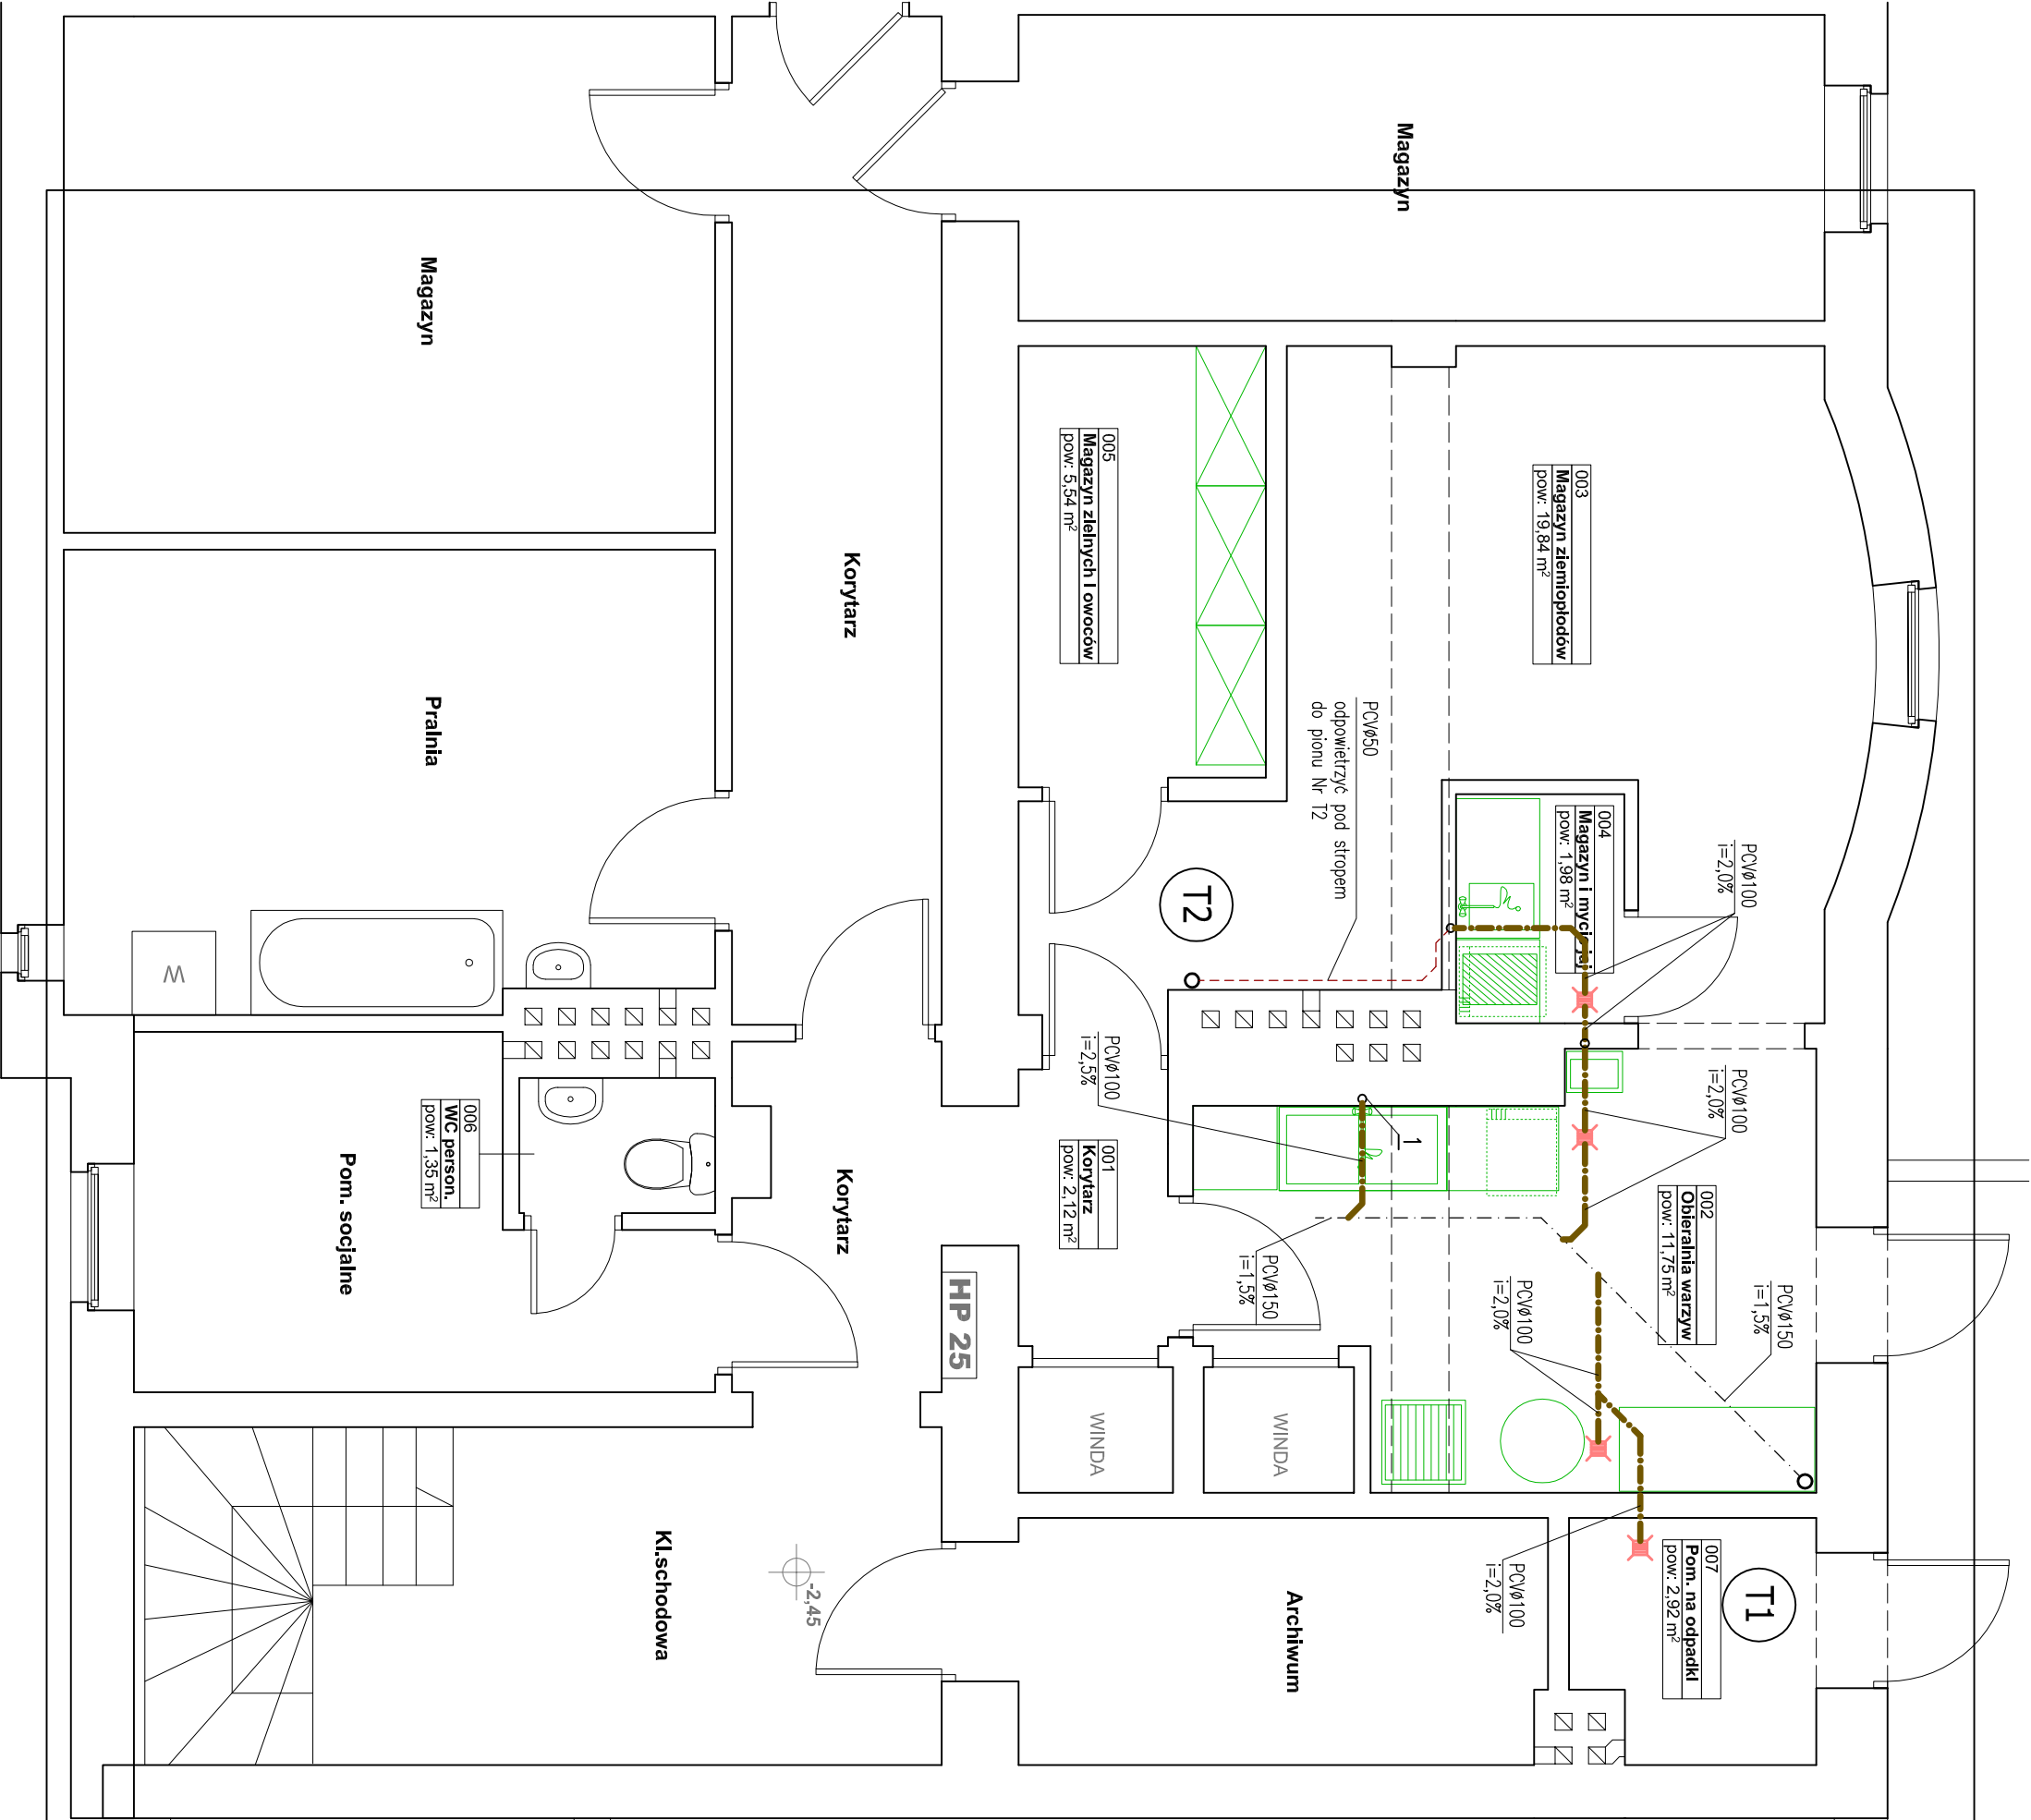 Magazyn
Magazyn
Korytarz
Pralnia
W
005
Magazyn zielnych i owoców
pow: 5,54 m²
003
Magazyn ziemiopłodów
pow: 19,84 m²
PCVø50
odpowietrzyć pod stropem
do pionu Nr T2
004
Magazyn i mycie jaj
pow: 1,98 m²
PCVø100
i=2,0%
T2
PCVø100
i=2,5%
PCVø100
i=2,0%
1
001
Korytarz
pow: 2,12 m²
002
Obieralnia warzyw
pow: 11,75 m²
006
WC person.
pow: 1,35 m²
Pom. socjalne
Korytarz
HP 25
PCVø150
i=1,5%
PCVø100
i=2,0%
PCVø150
i=1,5%
WINDA
WINDA
Kl.schodowa
-2,45
Archiwum
PCVø100
i=2,0%
007
Pom. na odpadki
pow: 2,92 m²
T1